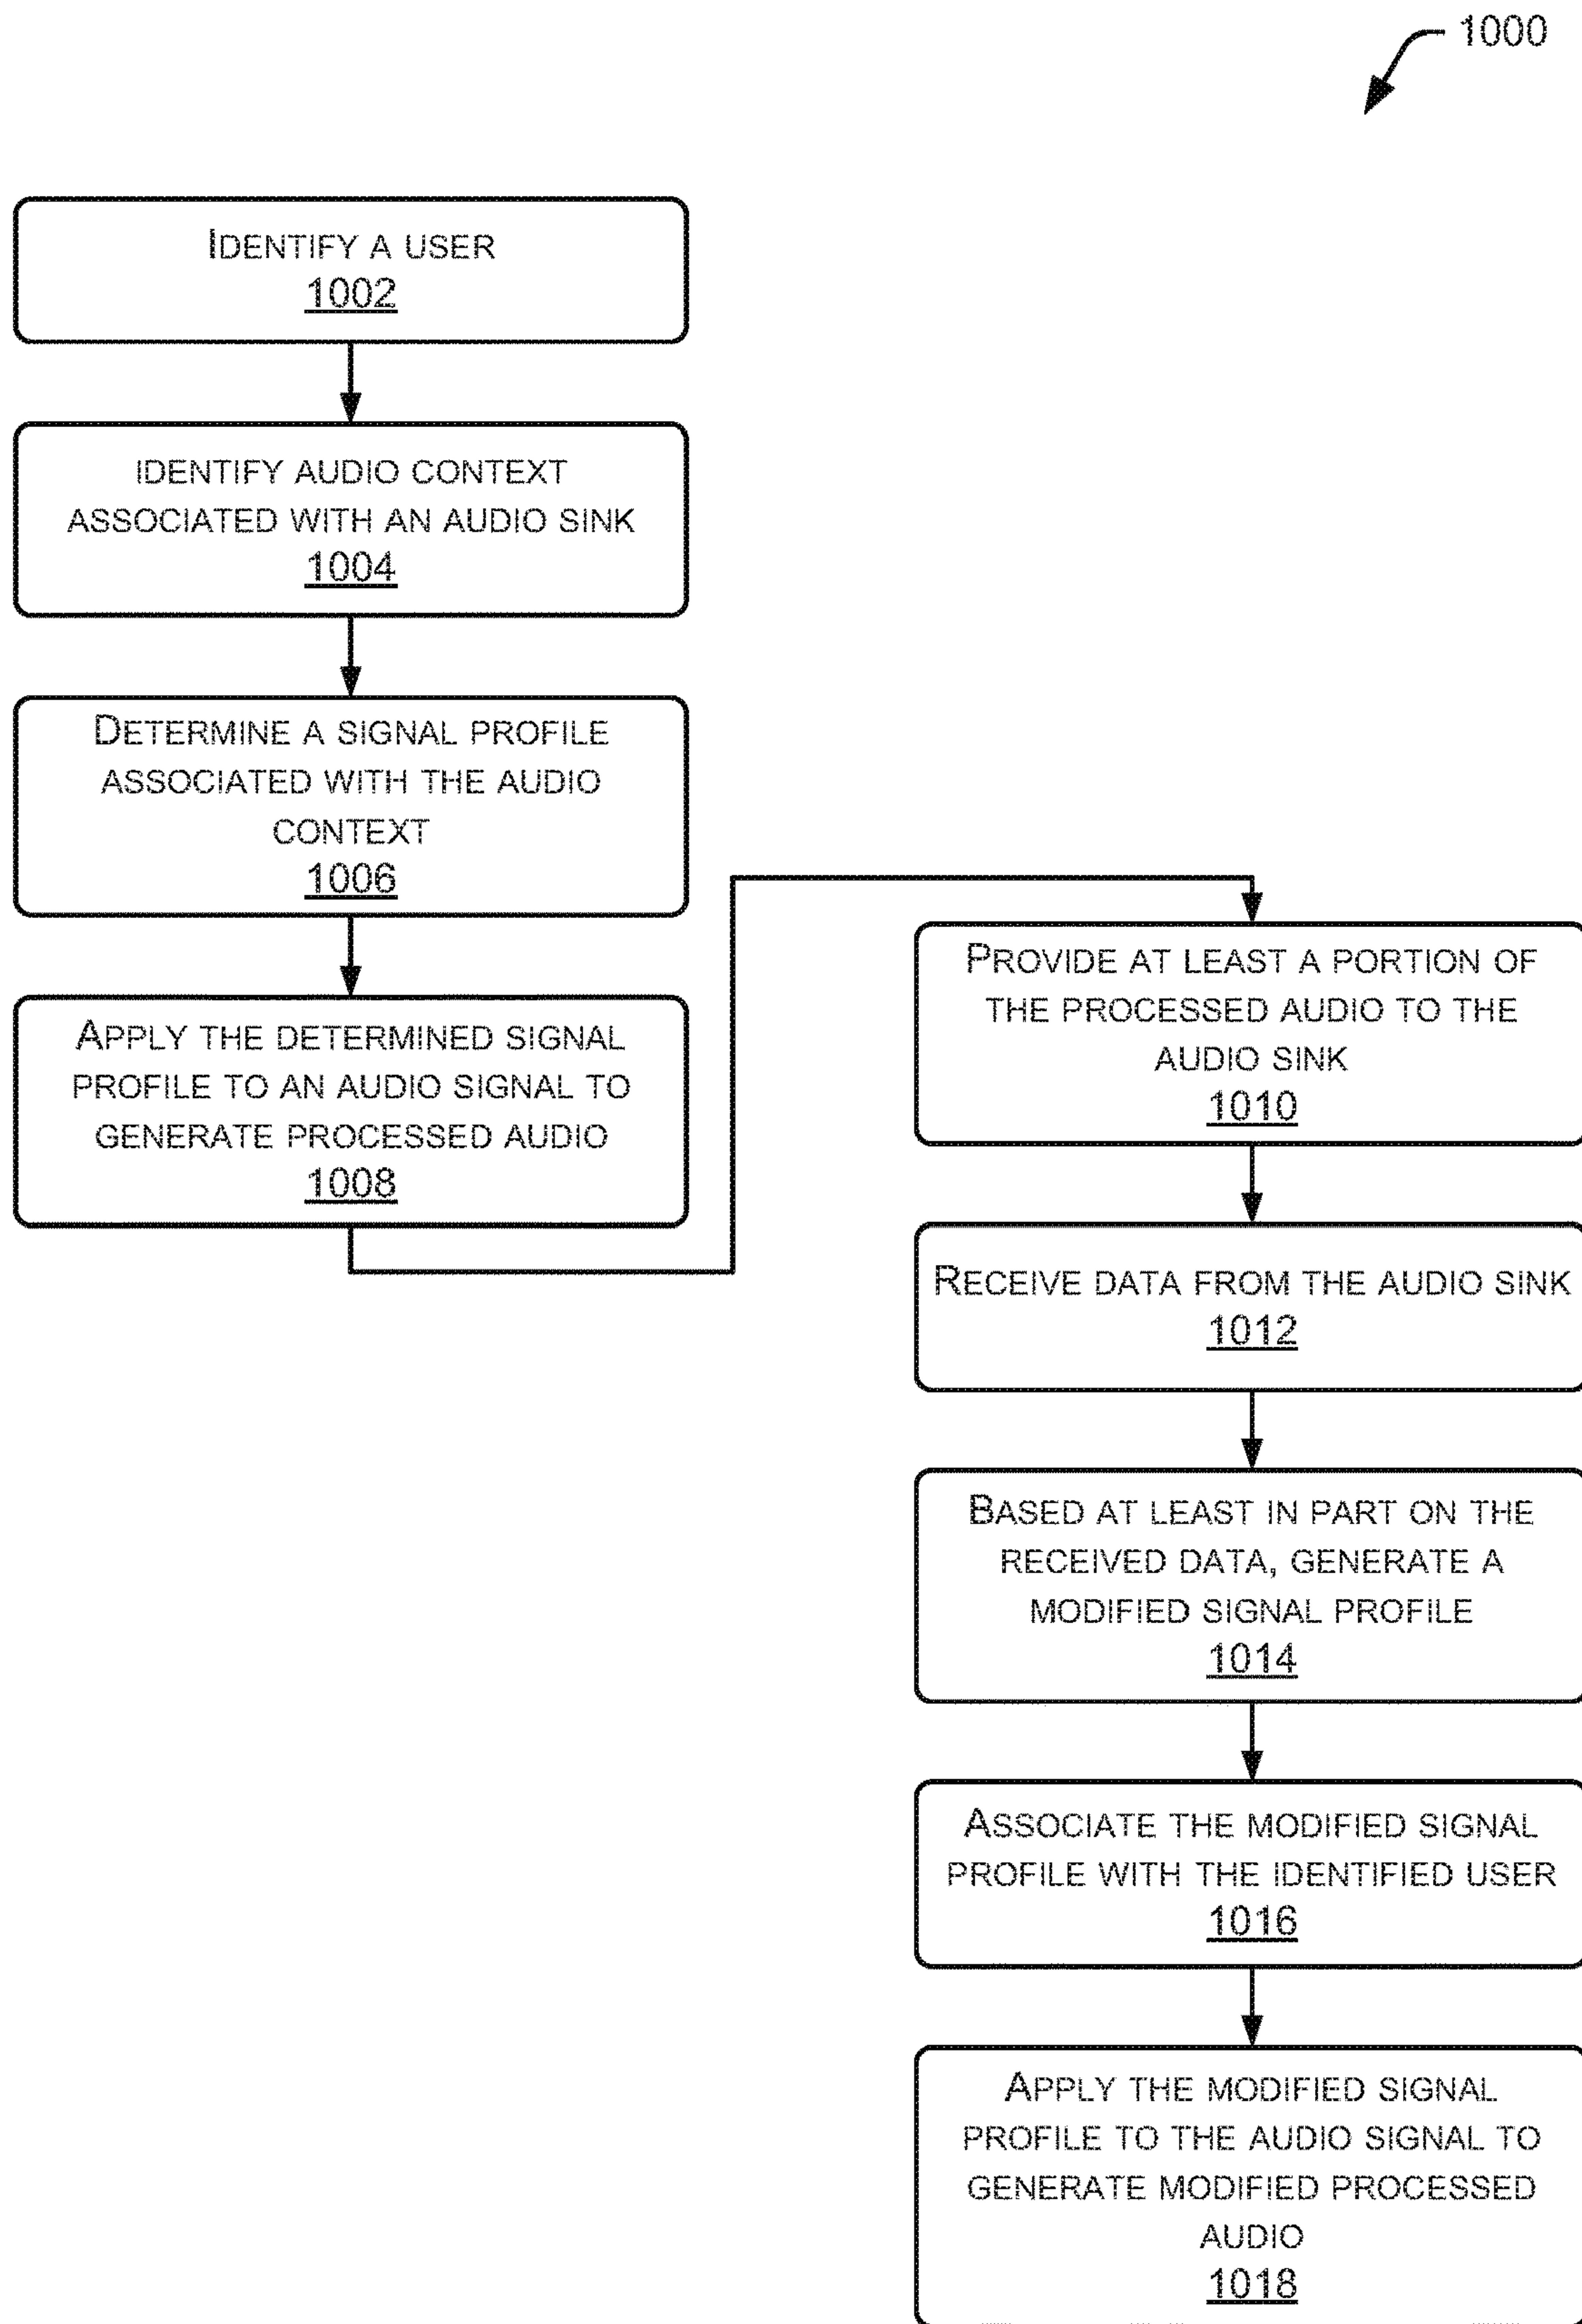 1000
IDENTIFY A USER
1002
IDENTIFY AUDIO CONTEXT
ASSOCIATED WITH AN AUDIO SINK
1004
DETERMINE A SIGNAL PROFILE
ASSOCIATED WITH THE AUDIO
CONTEXT
1006
APPLY THE DETERMINED SIGNAL
PROFILE TO AN AUDIO SIGNAL TO
GENERATE PROCESSED AUDIO
1008
PROVIDE AT LEAST A PORTION OF
THE PROCESSED AUDIO TO THE
AUDIO SINK
1010
RECEIVE DATA FROM THE AUDIO SINK
1012
BASED AT LEAST IN PART ON THE
RECEIVED DATA, GENERATE A
MODIFIED SIGNAL PROFILE
1014
ASSOCIATE THE MODIFIED SIGNAL
PROFILE WITH THE IDENTIFIED USER
1016
APPLY THE MODIFIED SIGNAL
PROFILE TO THE AUDIO SIGNAL TO
GENERATE MODIFIED PROCESSED
AUDIO
1018